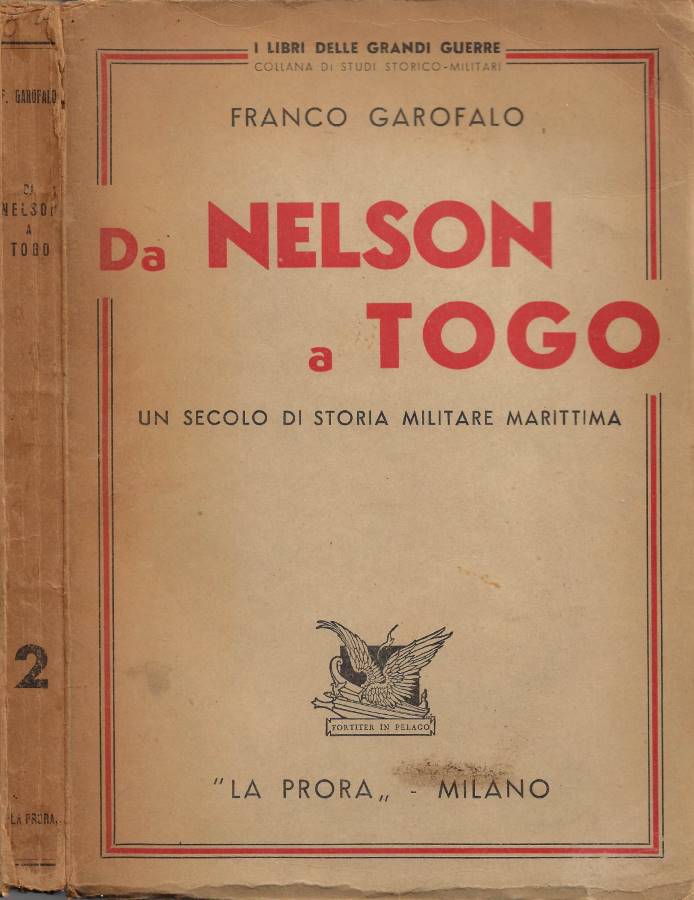 F. GAROFALO
DA
NELSON
A
TOGO
2
LA PRORA
I LIBRI DELLE GRANDI GUERRE
COLLANA DI STUDI STORICO-MILITARI
FRANCO GAROFALO
Da NELSON
a TOGO
UN SECOLO DI STORIA MILITARE MARITTIMA
FORTITER IN PELAGO
"LA PRORA„ - MILANO